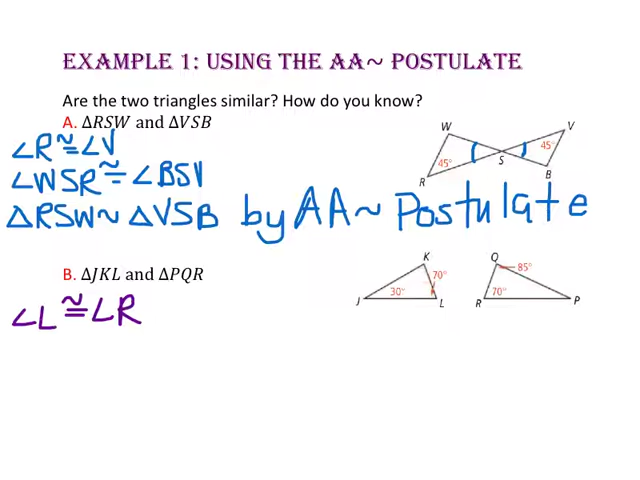 EXAMPLE 1: USING THE AA~ POSTULATE
Are the two triangles similar? How do you know?
A. ΔRSW and ΔVSB
∠R ≅ ∠V
∠WSR ≅ ∠BSV
ΔRSW ~ ΔVSB by AA~ Postulate
W
V
45°
45°
S
R
B
B. ΔJKL and ΔPQR
∠L ≅ ∠R
K
Q
70°
85°
30°
70°
J
L
R
P